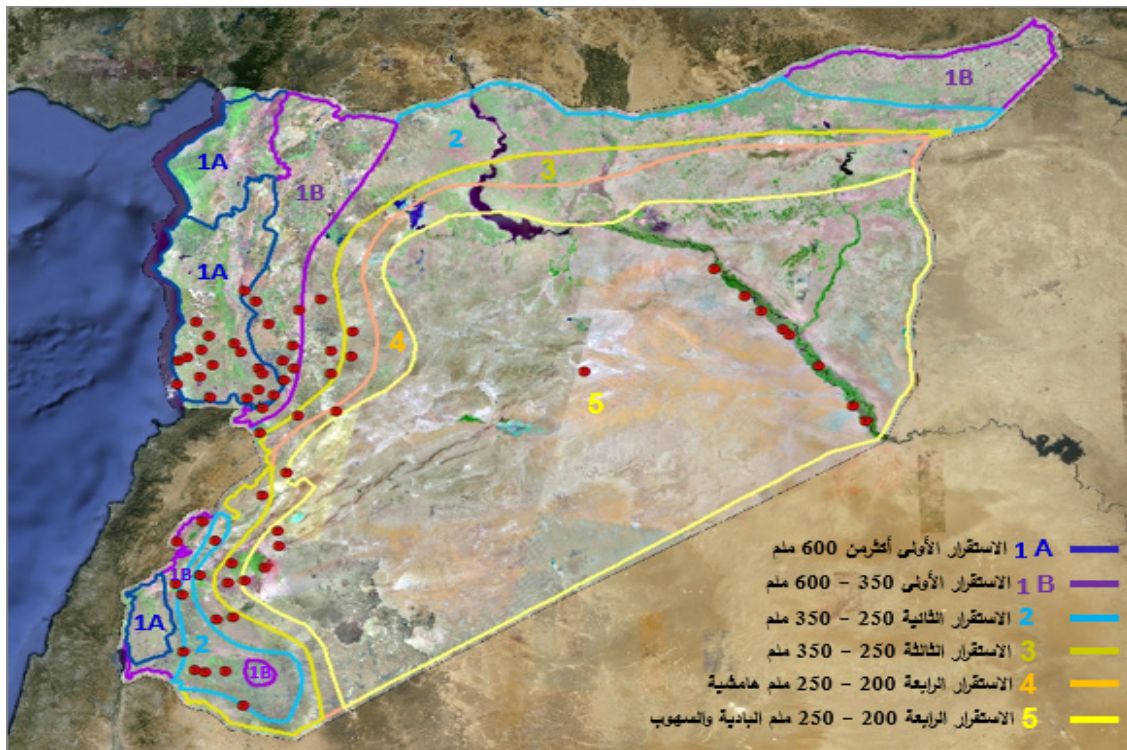 1B
2
1A
3
1B
1A
4
5
1B
1A
2
1B
1 A الاستقرار الأولى أكثرمن 600 ملم
1 B الاستقرار الأولى 350 – 600 ملم
2 الاستقرار الثانية 250 – 350 ملم
3 الاستقرار الثالثة 250 – 350 ملم
4 الاستقرار الرابعة 200 – 250 ملم هامشية
5 الاستقرار الرابعة 200 – 250 ملم البادية والسهوب